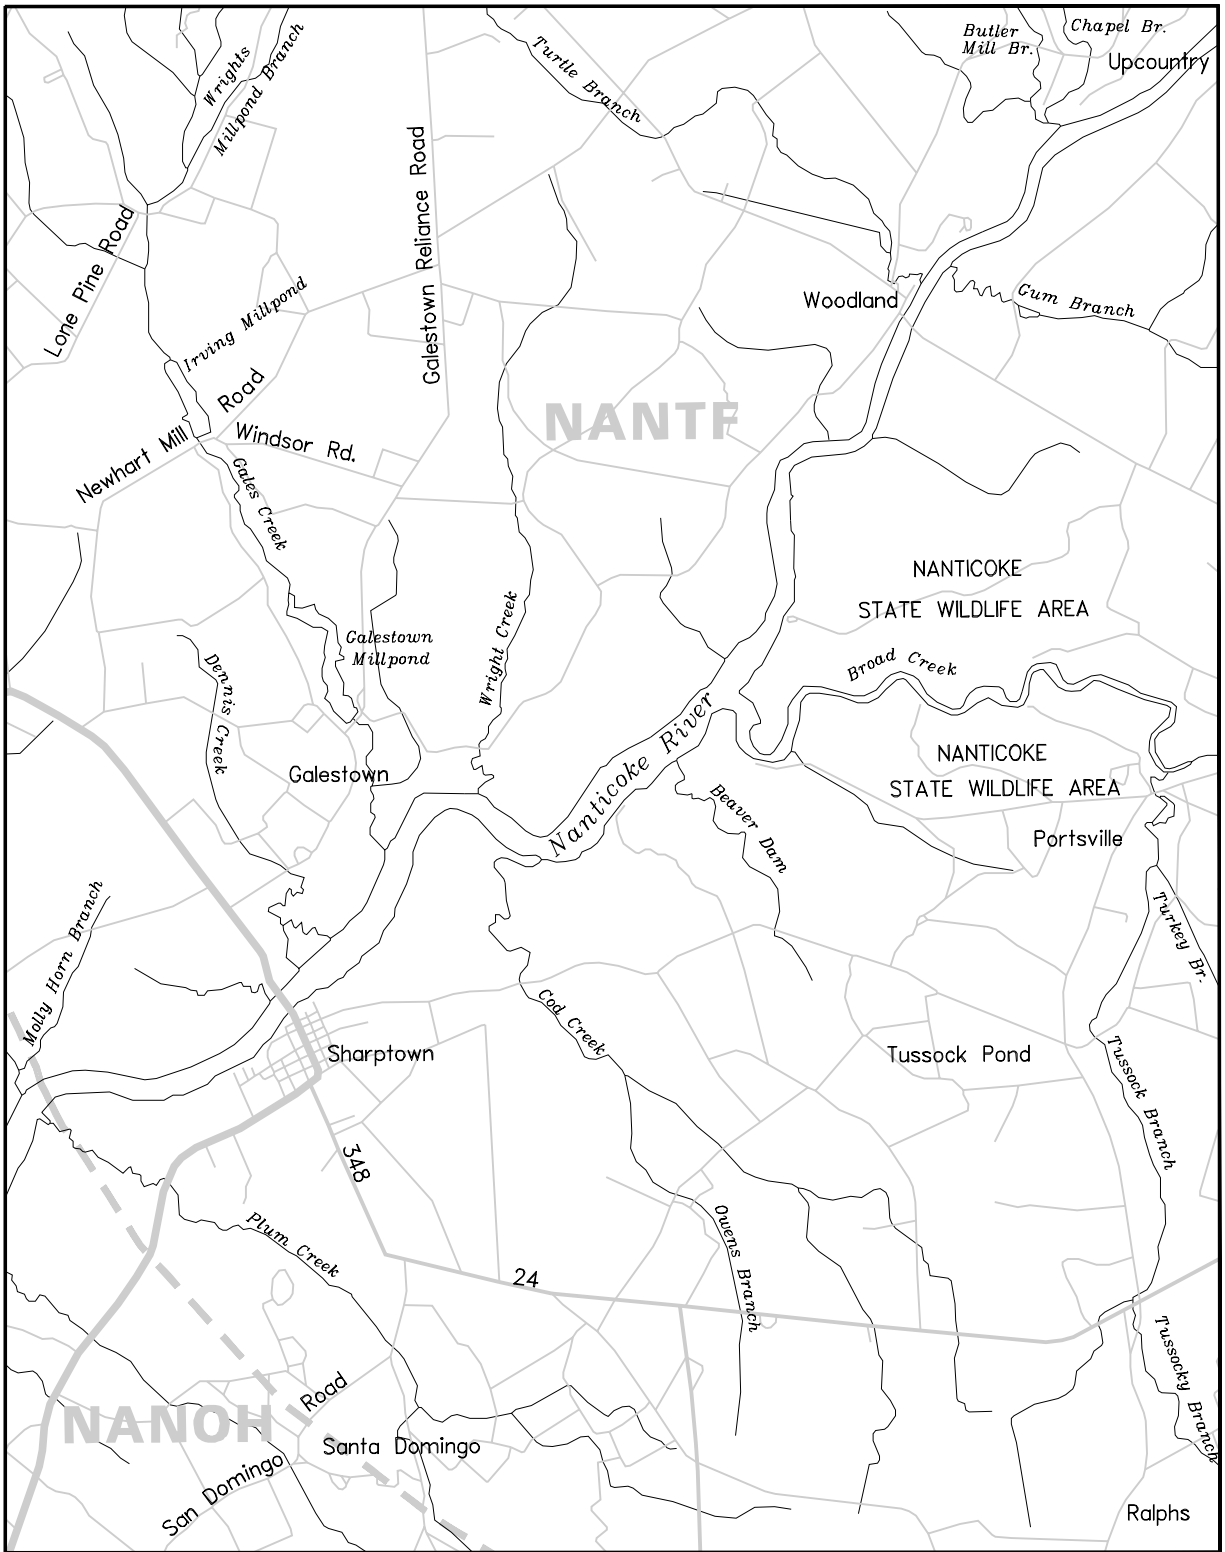 Butler
Mill Br.
Chapel Br.
Upcountry
Wrights
Millpond Branch
Turtle Branch
Galestown Reliance Road
Lone Pine Road
Irving Millpond
Woodland
Gum Branch
NANTF
Newhart Mill Road
Windsor Rd.
Gales Creek
NANTICOKE
STATE WILDLIFE AREA
Galestown
Millpond
Wright Creek
Dennis Creek
Broad Creek
Nanticoke River
NANTICOKE
STATE WILDLIFE AREA
Galestown
Beaver Dam
Portsville
Molly Horn Branch
Turkey Br.
Cod Creek
Sharptown
Tussock Pond
Tussock Branch
348
Plum Creek
Owens Branch
24
Tussocky Branch
NANOH
Santa Domingo
San Domingo Road
Ralphs